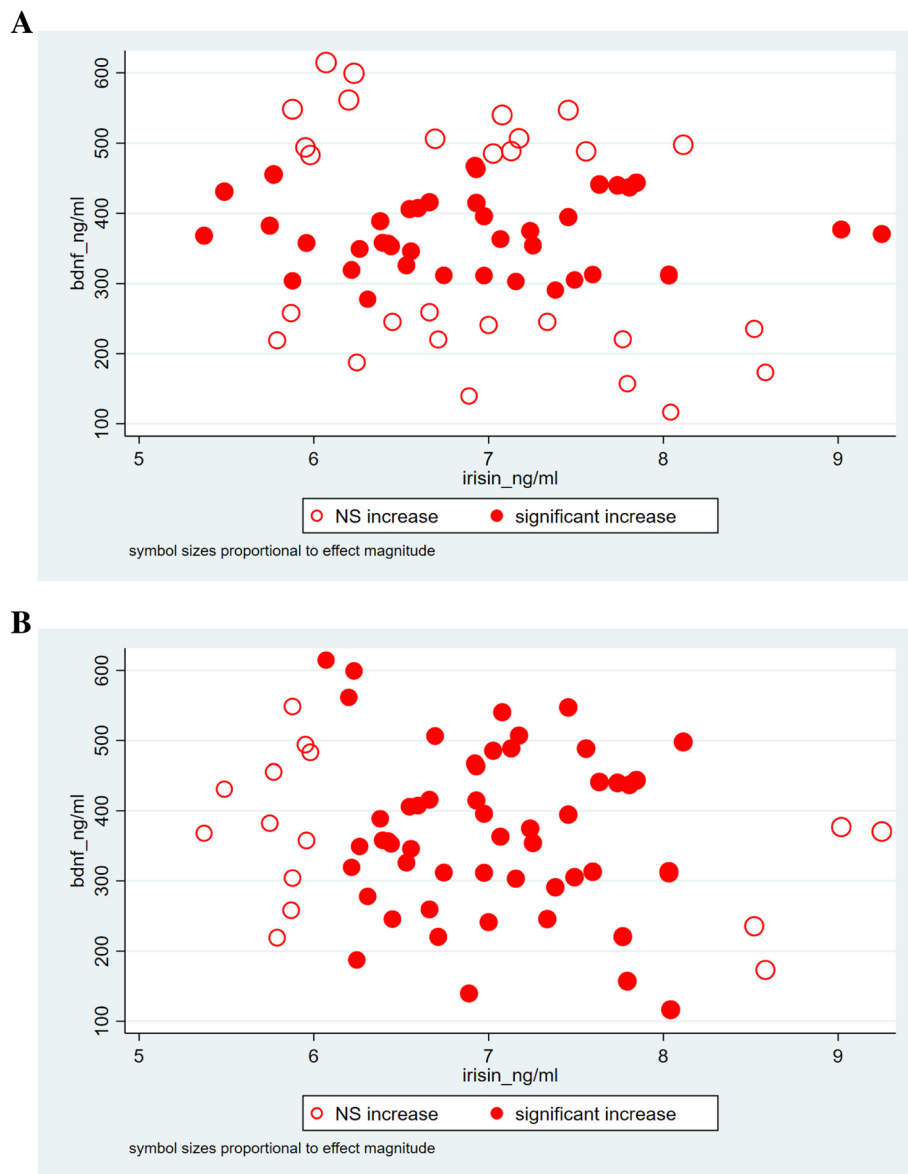 A
600
500
400
300
200
100
bdnf_ng/ml
5 6 7 8 9
irisin_ng/ml
NS increase significant increase
symbol sizes proportional to effect magnitude
B
600
500
400
300
200
100
bdnf_ng/ml
5 6 7 8 9
irisin_ng/ml
NS increase significant increase
symbol sizes proportional to effect magnitude